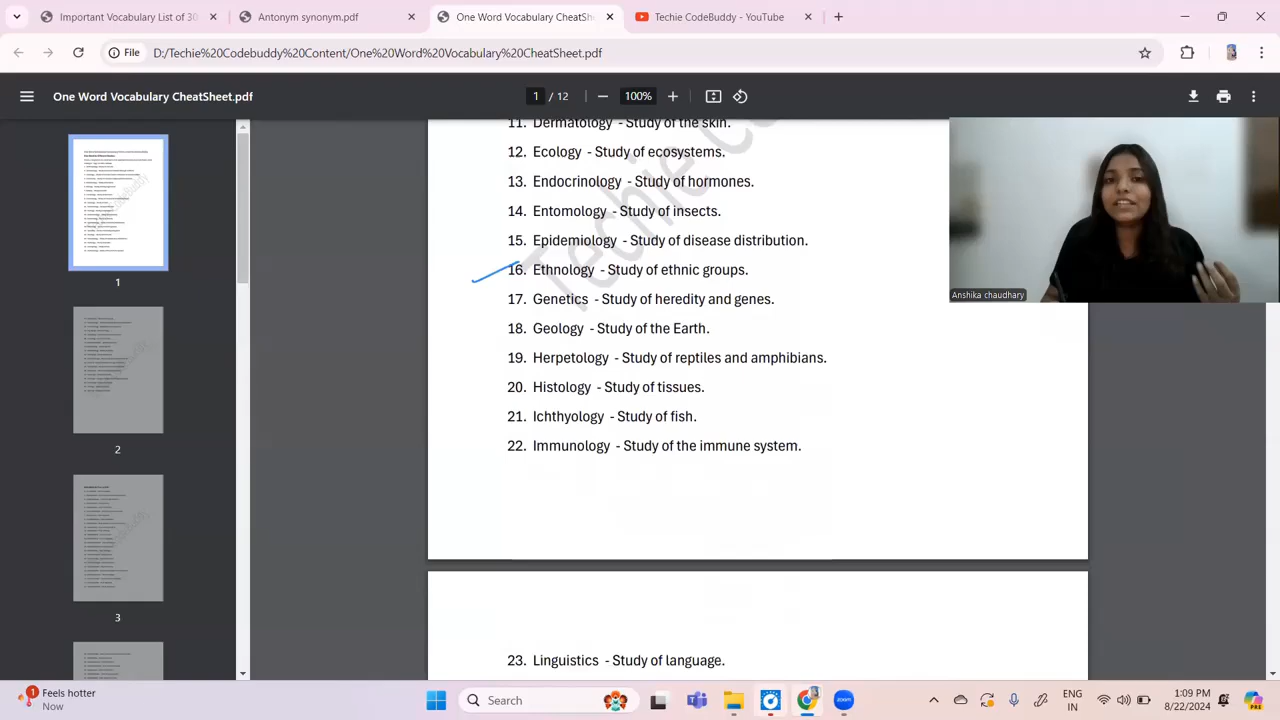 Important Vocabulary List of 30
Antonym synonym.pdf
One Word Vocabulary CheatSh
Techie CodeBuddy - YouTube
File
D:/Techie%20Codebuddy%20Content/One%20Word%20Vocabulary%20CheatSheet.pdf
One Word Vocabulary CheatSheet.pdf
1 / 12
100%
11. Dermatology - Study of the skin.
12. Ecology - Study of ecosystems.
13. Endocrinology - Study of hormones.
14. Entomology - Study of insects.
15. Epidemiology - Study of disease distribution.
16. Ethnology - Study of ethnic groups.
17. Genetics - Study of heredity and genes.
18. Geology - Study of the Earth.
19. Herpetology - Study of reptiles and amphibians.
20. Histology - Study of tissues.
21. Ichthyology - Study of fish.
22. Immunology - Study of the immune system.
23. Linguistics - Study of language.
Anshika chaudhary
1
2
3
1
Feels hotter
Now
Search
ENG
IN
1:09 PM
8/22/2024